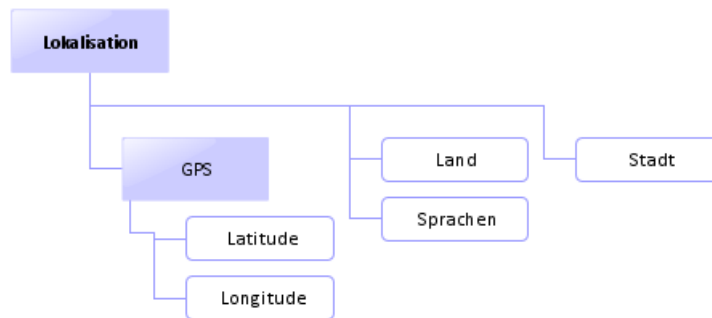 Lokalisation
GPS
Latitude
Longitude
Land
Sprachen
Stadt